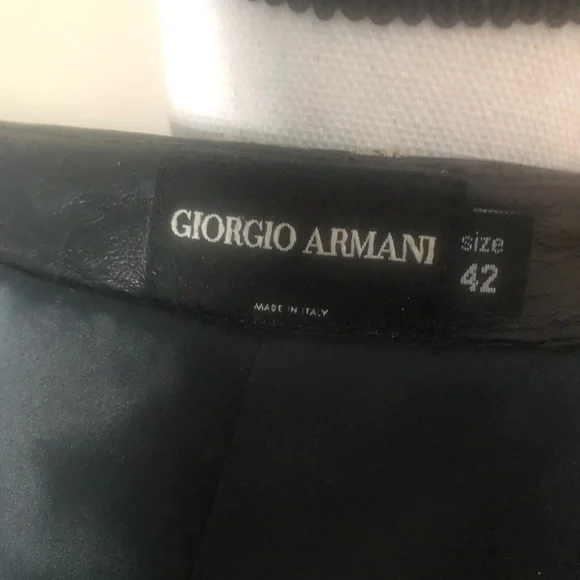 GIORGIO ARMANI
MADE IN ITALY
size
42